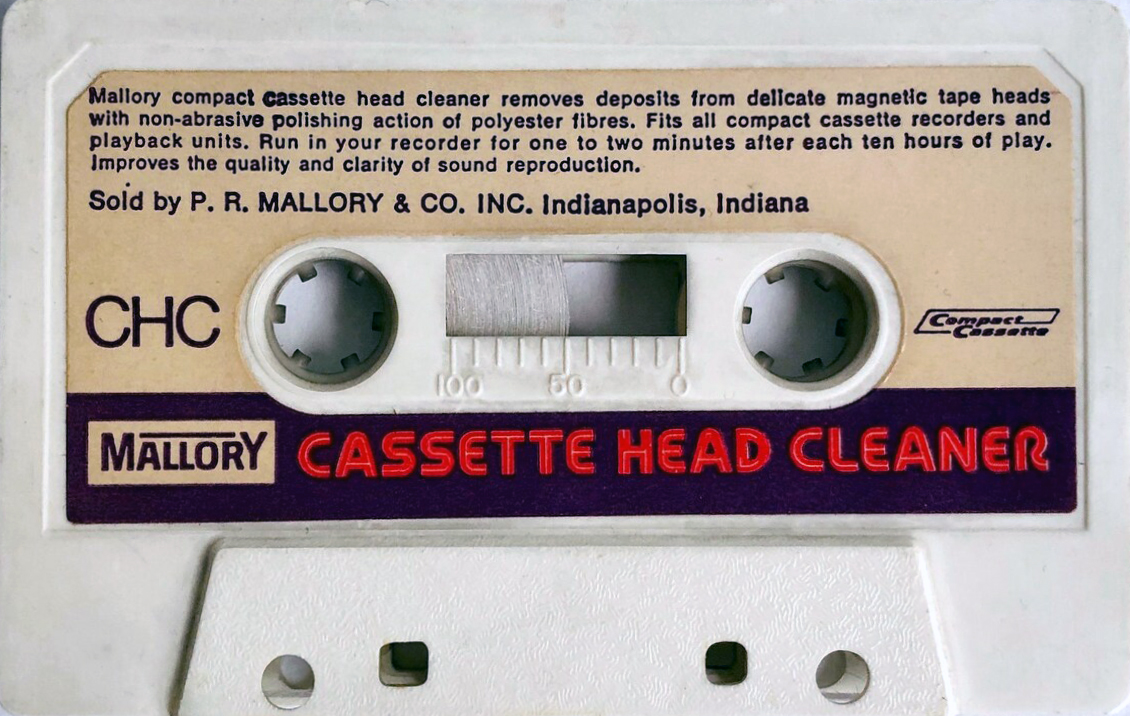 Mallory compact cassette head cleaner removes deposits from delicate magnetic tape heads
with non-abrasive polishing action of polyester fibres. Fits all compact cassette recorders and
playback units. Run in your recorder for one to two minutes after each ten hours of play.
Improves the quality and clarity of sound reproduction.
Sold by P. R. MALLORY & CO. INC. Indianapolis, Indiana
CHC
Compact
Cassette
100 50 0
MALLORY CASSETTE HEAD CLEANER